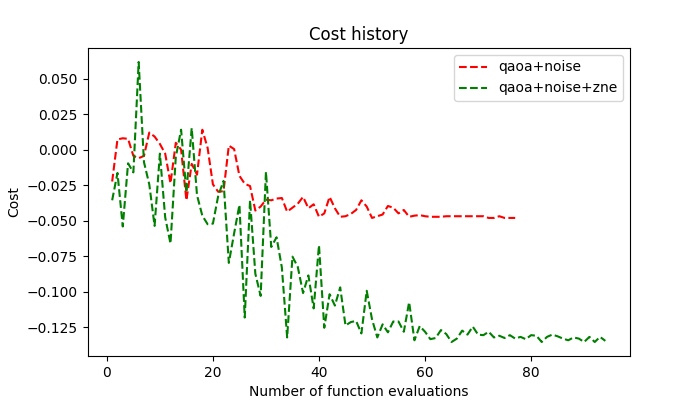 Cost history
qaoa+noise
qaoa+noise+zne
0.050
0.025
0.000
−0.025
−0.050
−0.075
−0.100
−0.125
Cost
0 20 40 60 80
Number of function evaluations